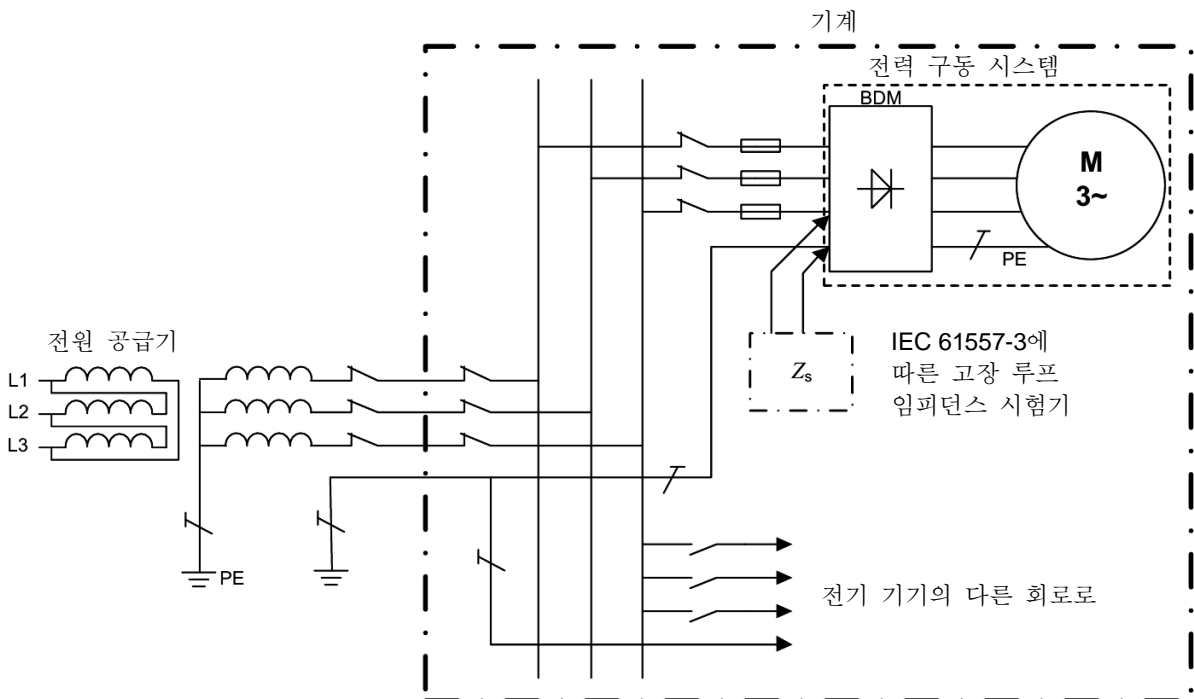 기계
전력 구동 시스템
BDM
M
3~
PE
전원 공급기
L1
L2
L3
Zs
IEC 61557-3에
따른 고장 루프
임피던스 시험기
PE
전기 기기의 다른 회로로